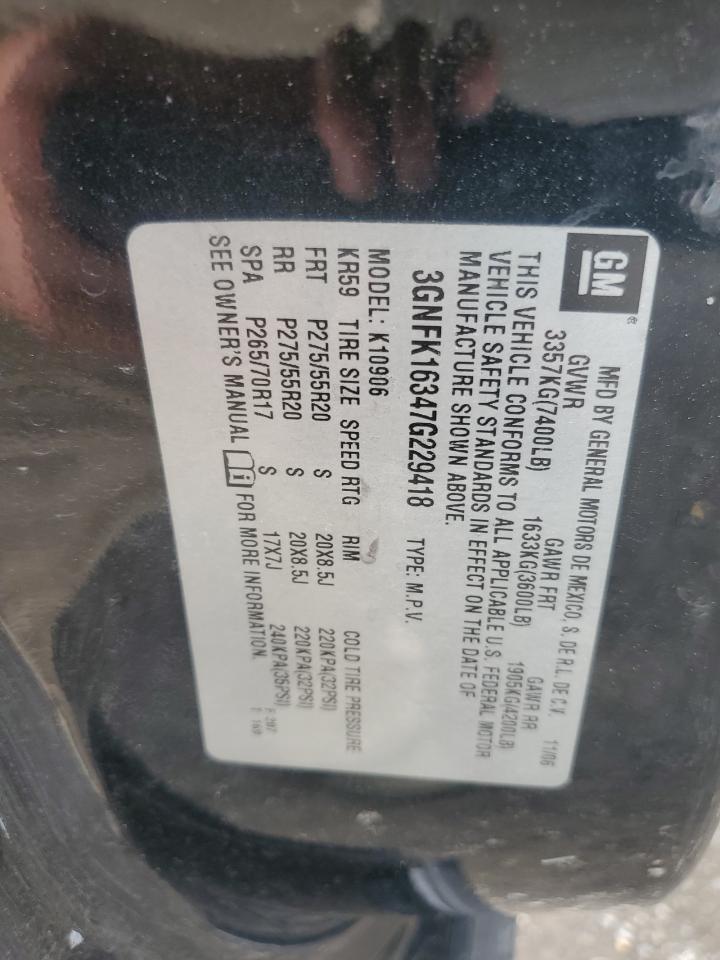 GM®
MFD BY GENERAL MOTORS DE MEXICO, S. DE R.L. DE C.V. 11/06
GVWR GAWR FRT GAWR RR
3357KG(7400LB) 1633KG(3600LB) 1905KG(4200LB)
THIS VEHICLE CONFORMS TO ALL APPLICABLE U.S. FEDERAL MOTOR
VEHICLE SAFETY STANDARDS IN EFFECT ON THE DATE OF
MANUFACTURE SHOWN ABOVE.
3GNFK16347G229418 TYPE: M.P.V.
MODEL: K10906
KR59 TIRE SIZE SPEED RTG RIM COLD TIRE PRESSURE
FRT P275/55R20 S 20X8.5J 220KPA(32PSI)
RR P275/55R20 S 20X8.5J 220KPA(32PSI)
SPA P265/70R17 S 17X7J 240KPA(35PSI)
SEE OWNER'S MANUAL FOR MORE INFORMATION.